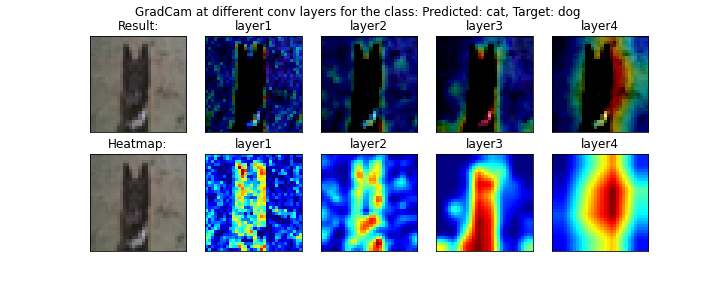 GradCam at different conv layers for the class: Predicted: cat, Target: dog
Result: layer1 layer2 layer3 layer4
Heatmap: layer1 layer2 layer3 layer4